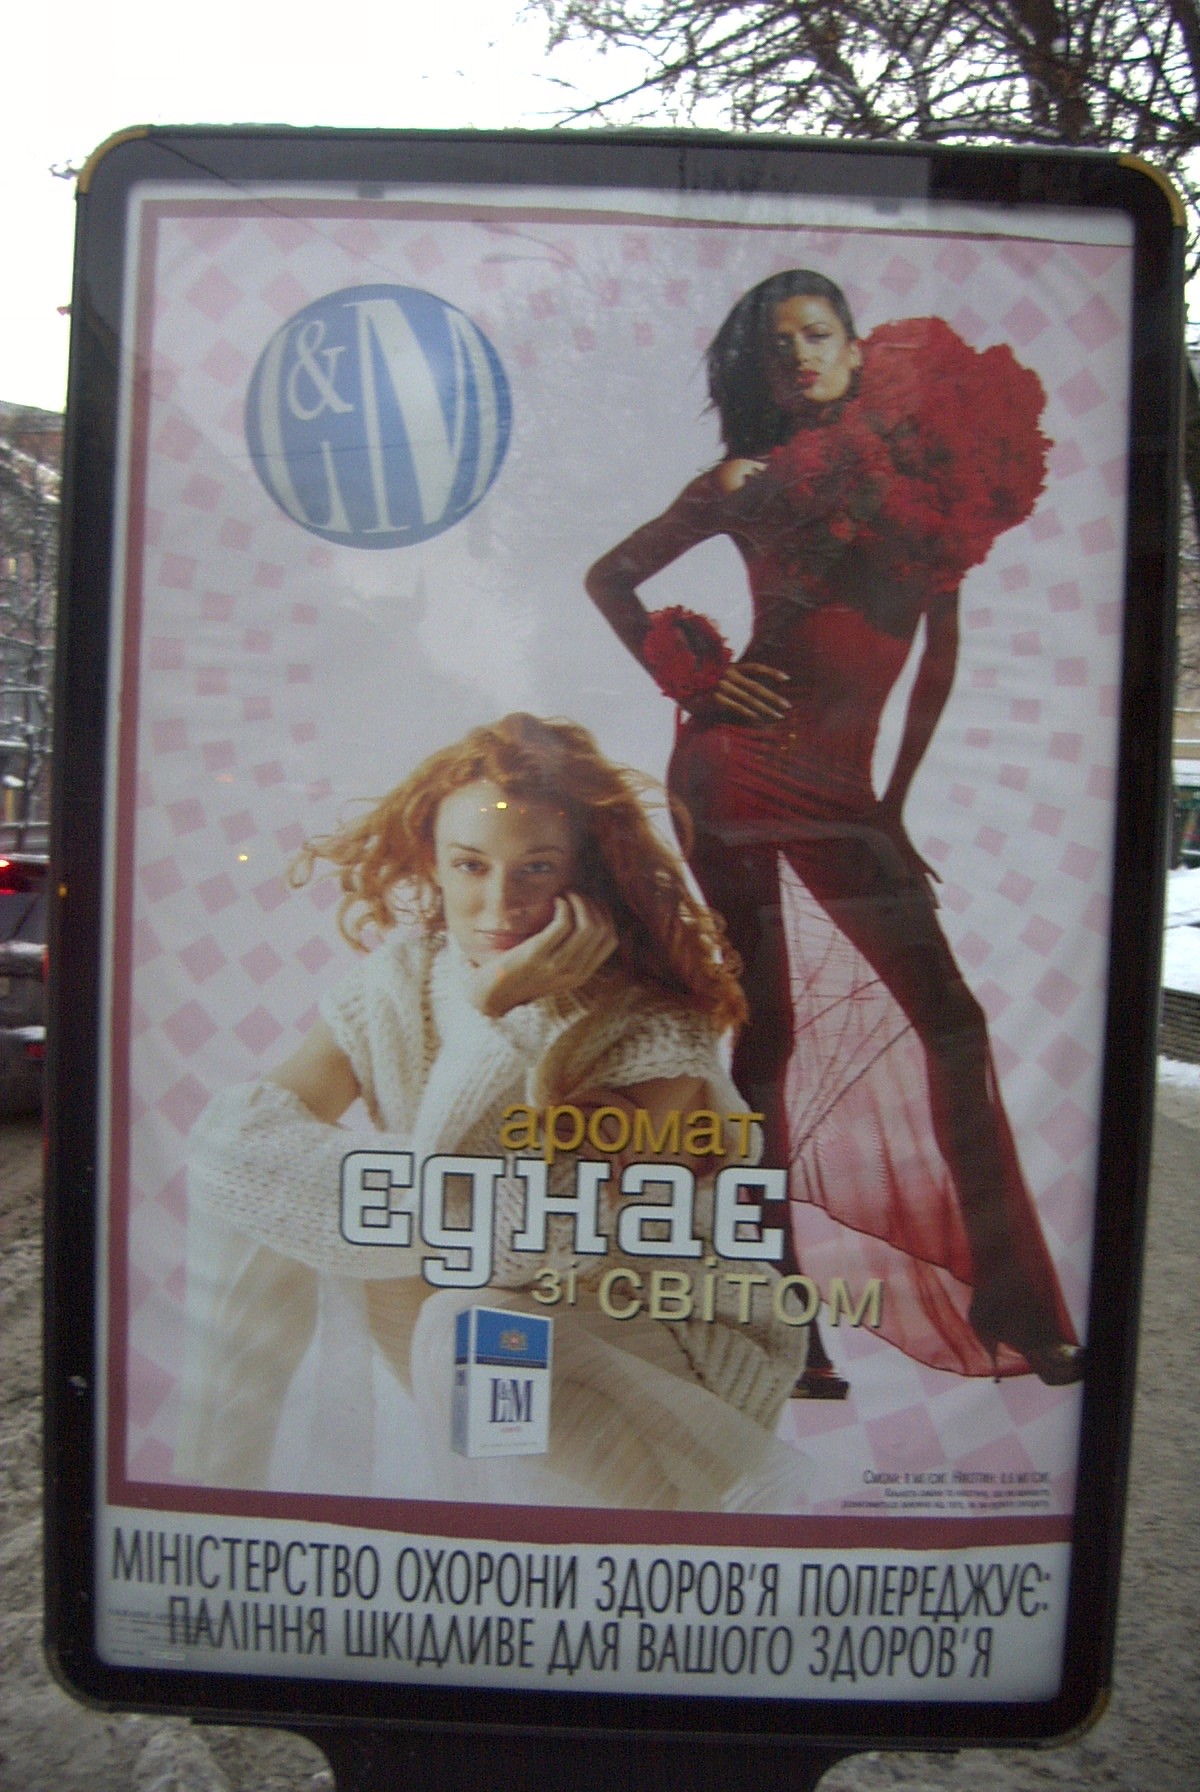 L&M
аромат
єднає
зі світом
L&M
МІНІСТЕРСТВО ОХОРОНИ ЗДОРОВ'Я ПОПЕРЕДЖУЄ:
ПАЛІННЯ ШКІДЛИВЕ ДЛЯ ВАШОГО ЗДОРОВ'Я